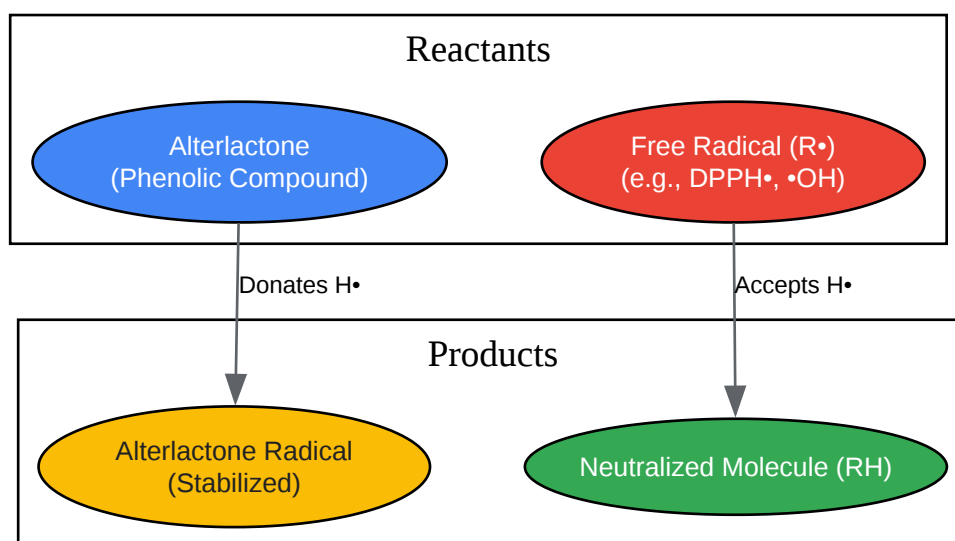 Reactants
Alterlactone
(Phenolic Compound)
Free Radical (R•)
(e.g., DPPH•, •OH)
Donates H•
Accepts H•
Products
Alterlactone Radical
(Stabilized)
Neutralized Molecule (RH)